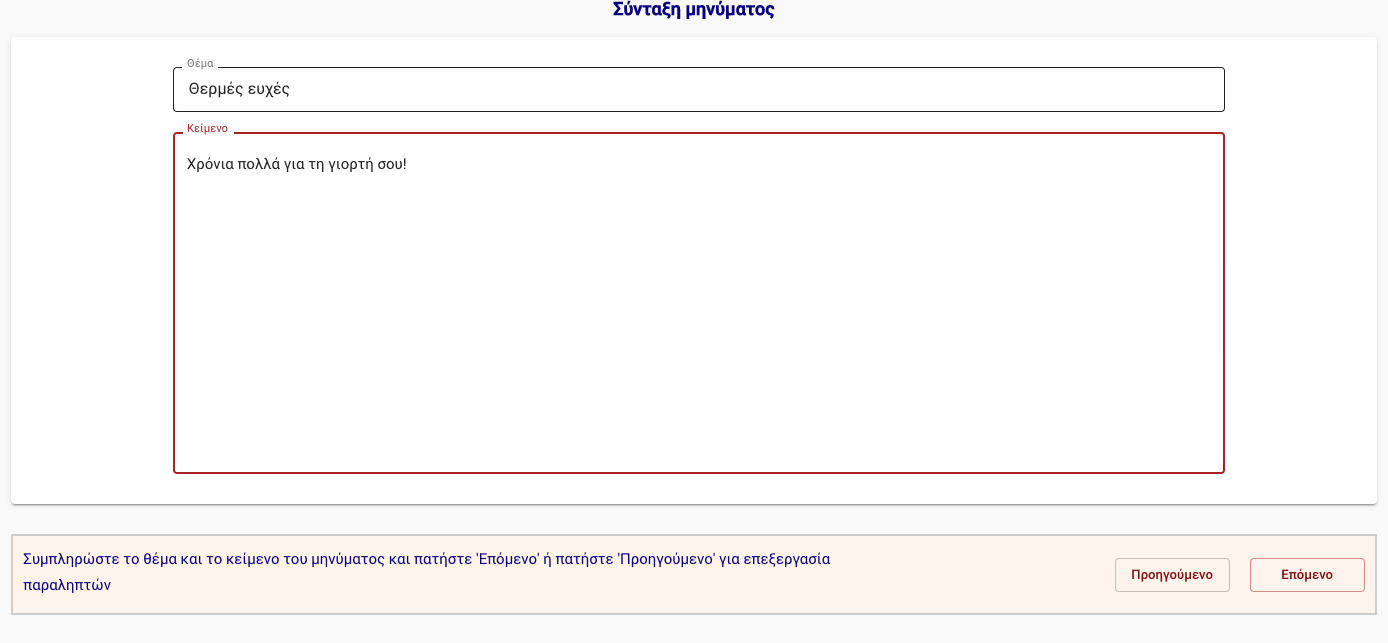 Σύνταξη μηνύματος
Θέμα
Θερμές ευχές
Κείμενο
Χρόνια πολλά για τη γιορτή σου!
Συμπληρώστε το θέμα και το κείμενο του μηνύματος και πατήστε 'Επόμενο' ή πατήστε 'Προηγούμενο' για επεξεργασία
παραληπτών
Προηγούμενο
Επόμενο